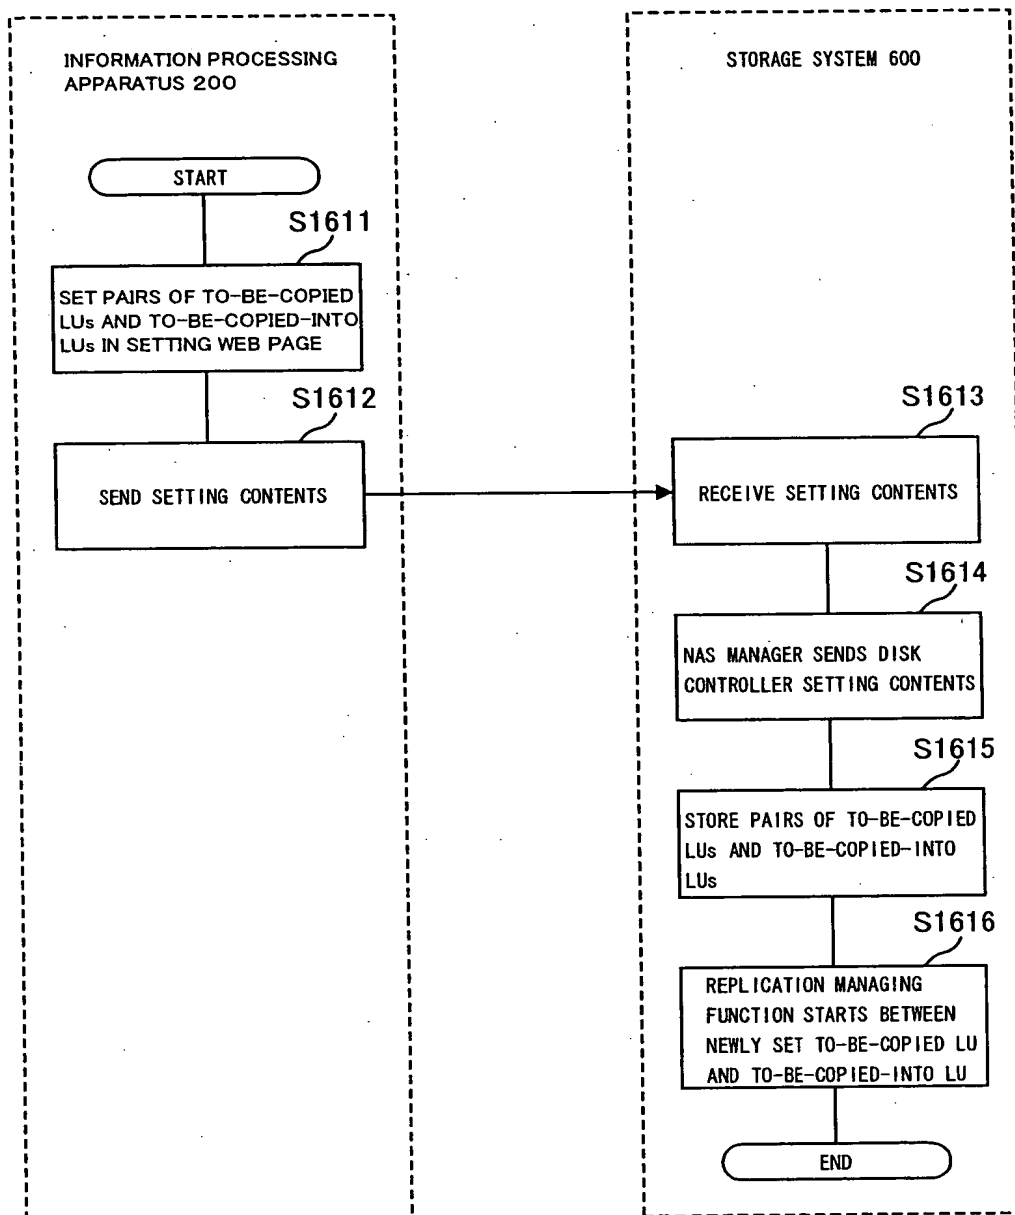 INFORMATION PROCESSING
APPARATUS 200
START
S1611
SET PAIRS OF TO-BE-COPIED
LUs AND TO-BE-COPIED-INTO
LUs IN SETTING WEB PAGE
S1612
SEND SETTING CONTENTS
STORAGE SYSTEM 600
S1613
RECEIVE SETTING CONTENTS
S1614
NAS MANAGER SENDS DISK
CONTROLLER SETTING CONTENTS
S1615
STORE PAIRS OF TO-BE-COPIED
LUs AND TO-BE-COPIED-INTO
LUs
S1616
REPLICATION MANAGING
FUNCTION STARTS BETWEEN
NEWLY SET TO-BE-COPIED LU
AND TO-BE-COPIED-INTO LU
END